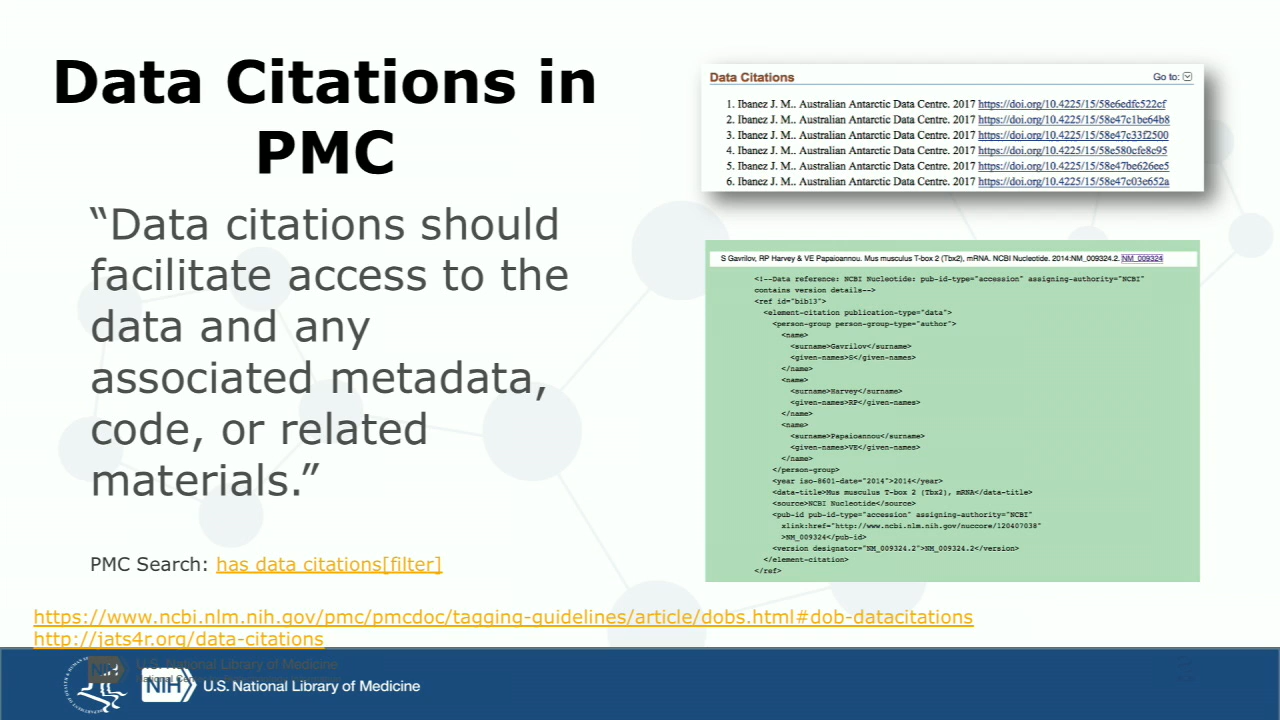 Data Citations in
PMC
“Data citations should
facilitate access to the
data and any
associated metadata,
code, or related
materials.”
PMC Search: has data citations[filter]
https://www.ncbi.nlm.nih.gov/pmc/pmcdoc/tagging-guidelines/article/dobs.html#dob-datacitations
http://jats4r.org/data-citations
Data Citations
Go to:
1. Ibanez J. M.. Australian Antarctic Data Centre. 2017 https://doi.org/10.4225/15/58e6edfc522cf
2. Ibanez J. M.. Australian Antarctic Data Centre. 2017 https://doi.org/10.4225/15/58e47c1be64b8
3. Ibanez J. M.. Australian Antarctic Data Centre. 2017 https://doi.org/10.4225/15/58e47c33f2500
4. Ibanez J. M.. Australian Antarctic Data Centre. 2017 https://doi.org/10.4225/15/58e580cfe8c95
5. Ibanez J. M.. Australian Antarctic Data Centre. 2017 https://doi.org/10.4225/15/58e47be626ee5
6. Ibanez J. M.. Australian Antarctic Data Centre. 2017 https://doi.org/10.4225/15/58e47c03e652a
S Gavrilov, RP Harvey & VE Papaioannou. Mus musculus T-box 2 (Tbx2), mRNA. NCBI Nucleotide. 2014:NM_009324.2. NM_009324
<!--Data reference: NCBI Nucleotide: pub-id-type="accession" assigning-authority="NCBI"
contains version details-->
<ref id="bib13">
<element-citation publication-type="data">
<person-group person-group-type="author">
<name>
<surname>Gavrilov</surname>
<given-names>S</given-names>
</name>
<name>
<surname>Harvey</surname>
<given-names>RP</given-names>
</name>
<name>
<surname>Papaioannou</surname>
<given-names>VE</given-names>
</name>
</person-group>
<year iso-8601-date="2014">2014</year>
<data-title>Mus musculus T-box 2 (Tbx2), mRNA</data-title>
<source>NCBI Nucleotide</source>
<pub-id pub-id-type="accession" assigning-authority="NCBI"
xlink:href="http://www.ncbi.nlm.nih.gov/nuccore/120407038"
>NM_009324</pub-id>
<version designator="NM_009324.2">NM_009324.2</version>
</element-citation>
</ref>
NIH
U.S. National Library of Medicine
NIH
U.S. National Library of Medicine